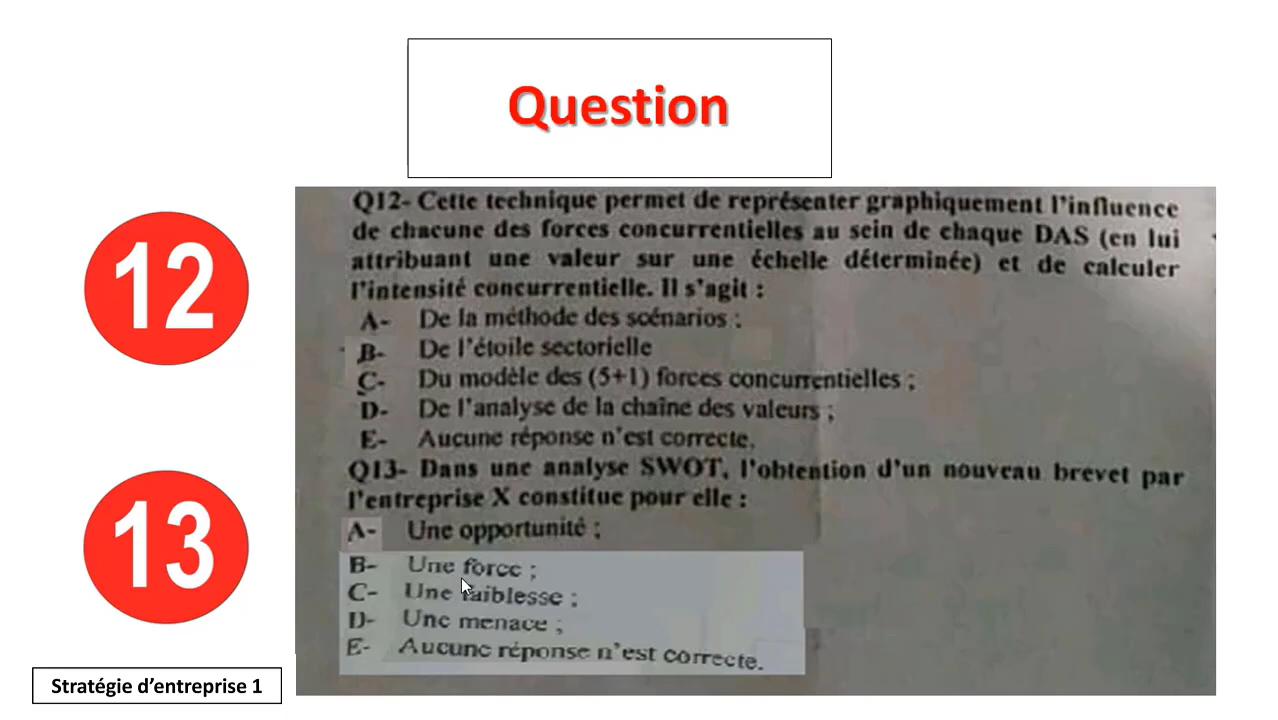 Question
12
Q12- Cette technique permet de représenter graphiquement l'influence
de chacune des forces concurrentielles au sein de chaque DAS (en lui
attribuant une valeur sur une échelle déterminée) et de calculer
l'intensité concurrentielle. Il s'agit :
A- De la méthode des scénarios ;
B- De l'étoile sectorielle
C- Du modèle des (5+1) forces concurrentielles ;
D- De l'analyse de la chaîne des valeurs ;
E- Aucune réponse n'est correcte.
13
Q13- Dans une analyse SWOT, l'obtention d'un nouveau brevet par
l'entreprise X constitue pour elle :
A- Une opportunité ;
B- Une force ;
C- Une faiblesse ;
D- Une menace ;
E- Aucune réponse n'est correcte.
Stratégie d'entreprise 1